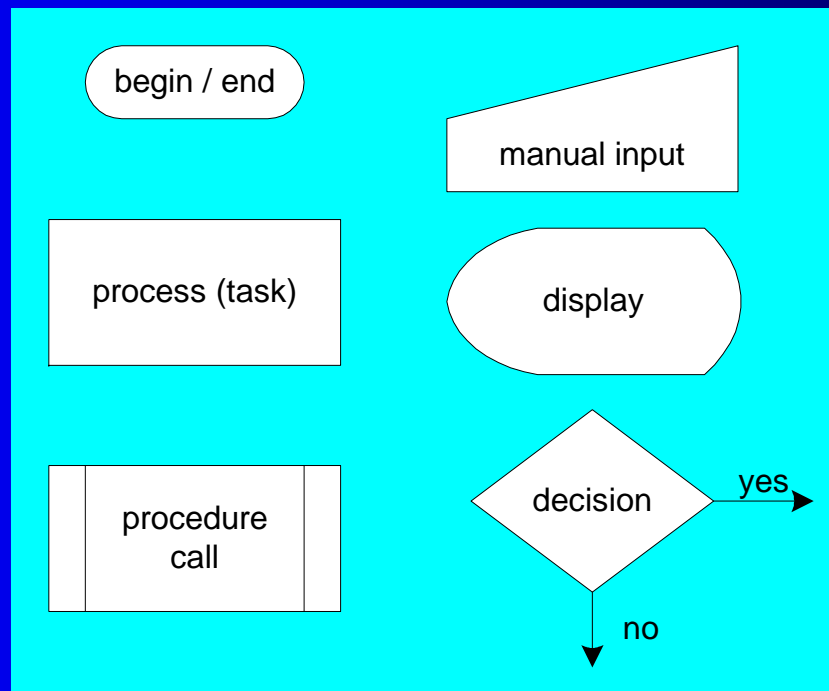 begin / end
manual input
process (task)
display
procedure
call
decision
yes
no